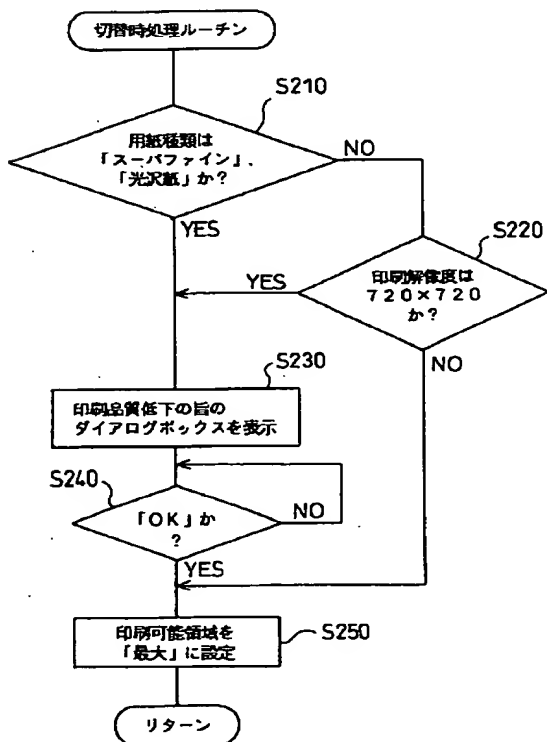 切替時処理ルーチン
S210
用紙種類は
「スーパファイン」、
「光沢紙」か?
NO
YES
S220
印刷解像度は
720×720
か?
YES
NO
S230
印刷品質低下の旨の
ダイアログボックスを表示
S240
「OK」か
?
NO
YES
印刷可能領域を
「最大」に設定
S250
リターン